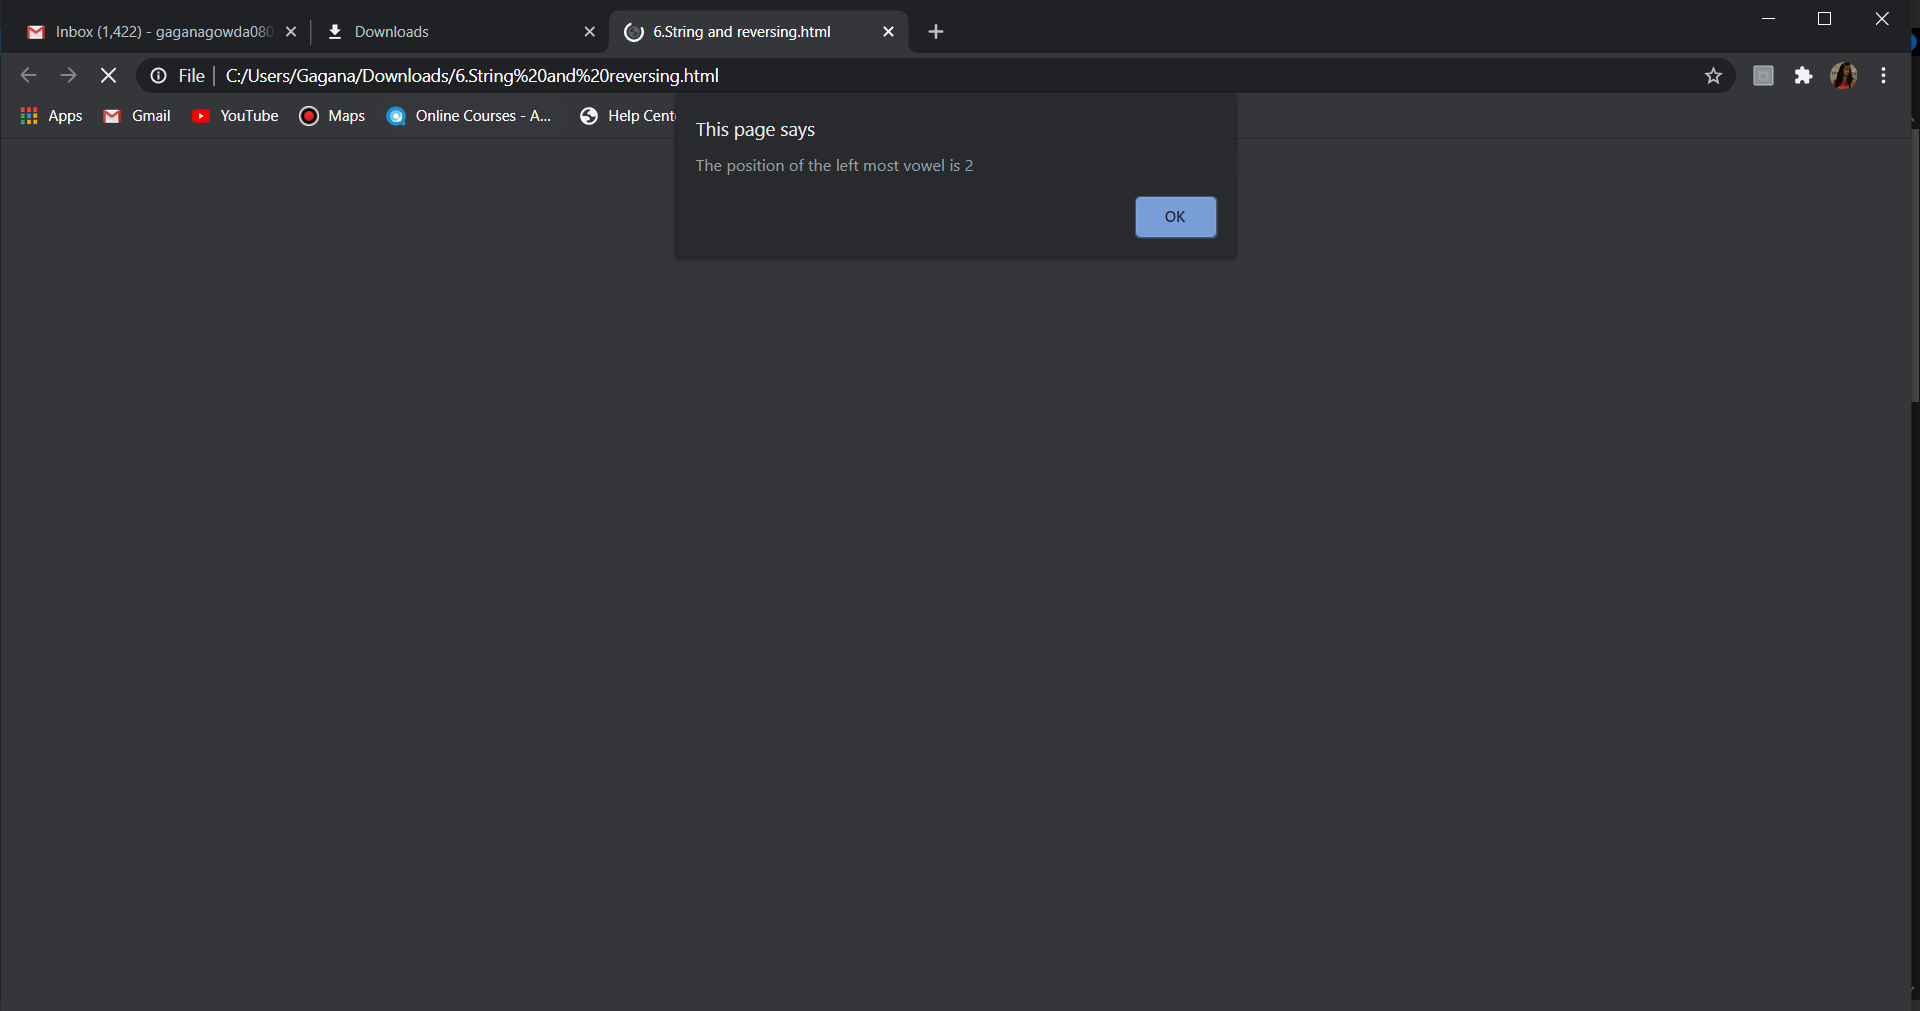 Inbox (1,422) - gaganagowda080
Downloads
6.String and reversing.html
File C:/Users/Gagana/Downloads/6.String%20and%20reversing.html
Apps Gmail YouTube Maps Online Courses - A... Help Cent
This page says
The position of the left most vowel is 2
OK